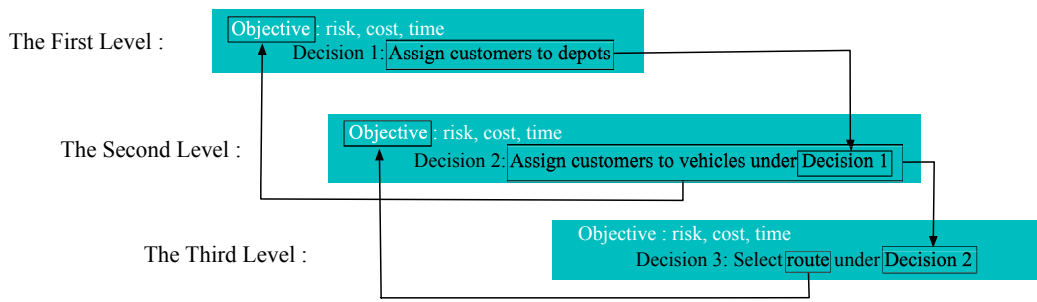 The First Level :
Objective : risk, cost, time
Decision 1: Assign customers to depots
The Second Level :
Objective : risk, cost, time
Decision 2: Assign customers to vehicles under Decision 1
The Third Level :
Objective : risk, cost, time
Decision 3: Select route under Decision 2